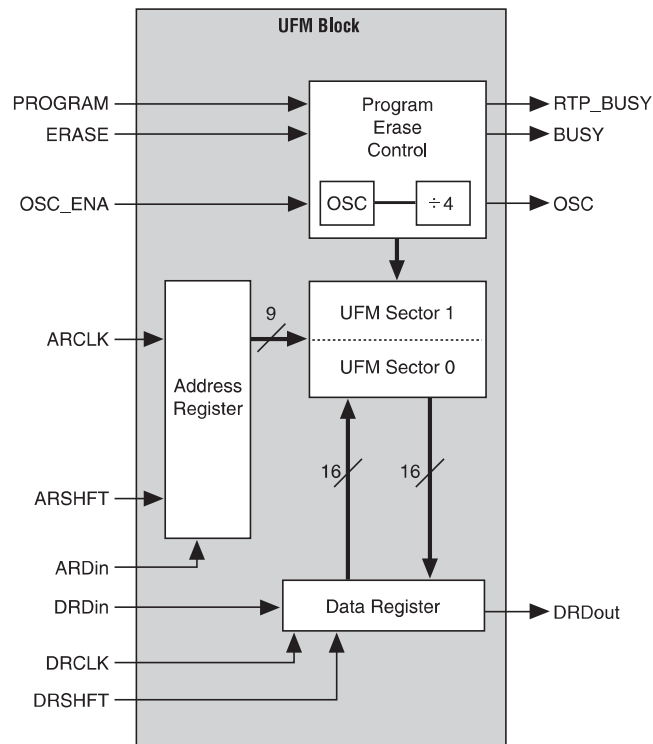 UFM Block
PROGRAM
ERASE
OSC_ENA
Program
Erase
Control
OSC
÷4
RTP_BUSY
BUSY
OSC
ARCLK
ARSHFT
ARDin
Address
Register
9
UFM Sector 1
UFM Sector 0
16
16
DRDin
DRCLK
DRSHFT
Data Register
DRDout